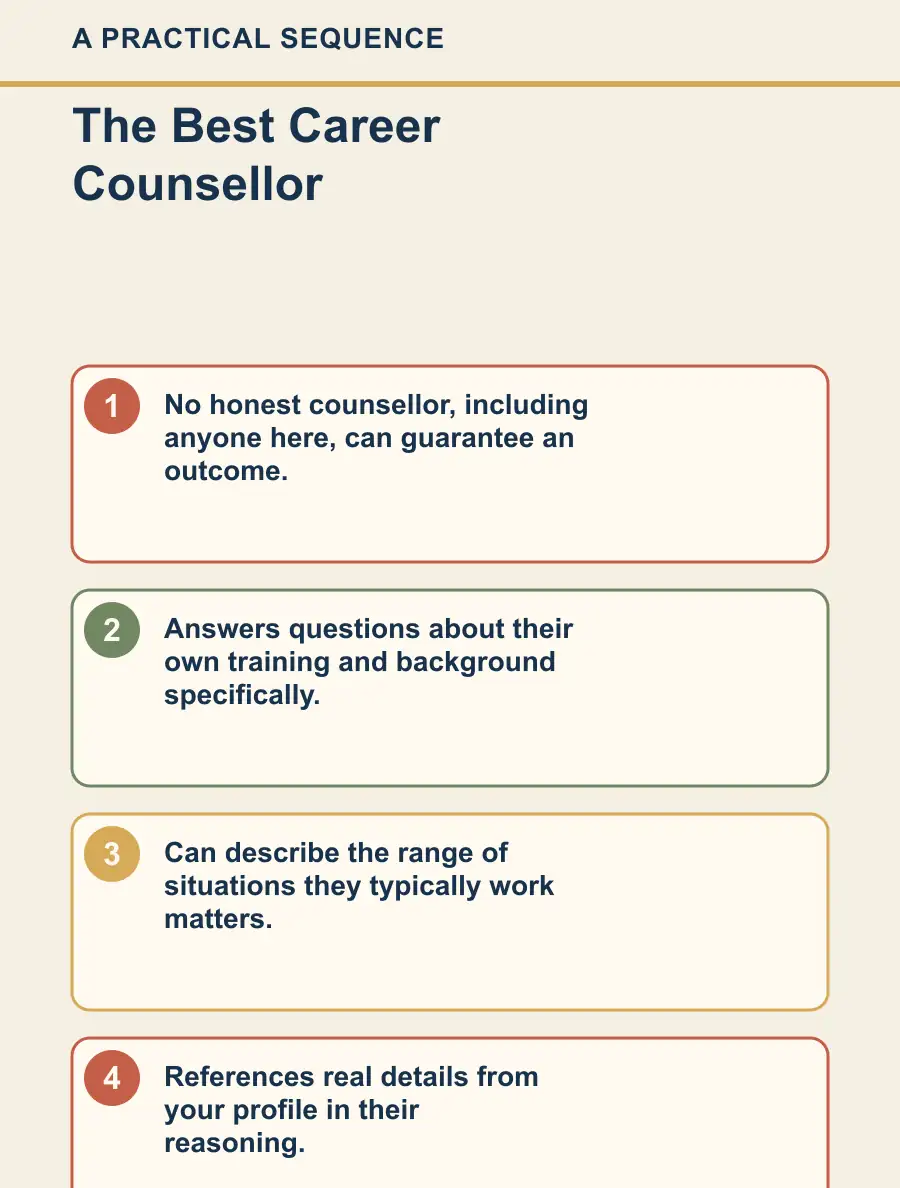 A PRACTICAL SEQUENCE
The Best Career
Counsellor
1
No honest counsellor, including
anyone here, can guarantee an
outcome.
2
Answers questions about their
own training and background
specifically.
3
Can describe the range of
situations they typically work
matters.
4
References real details from
your profile in their
reasoning.